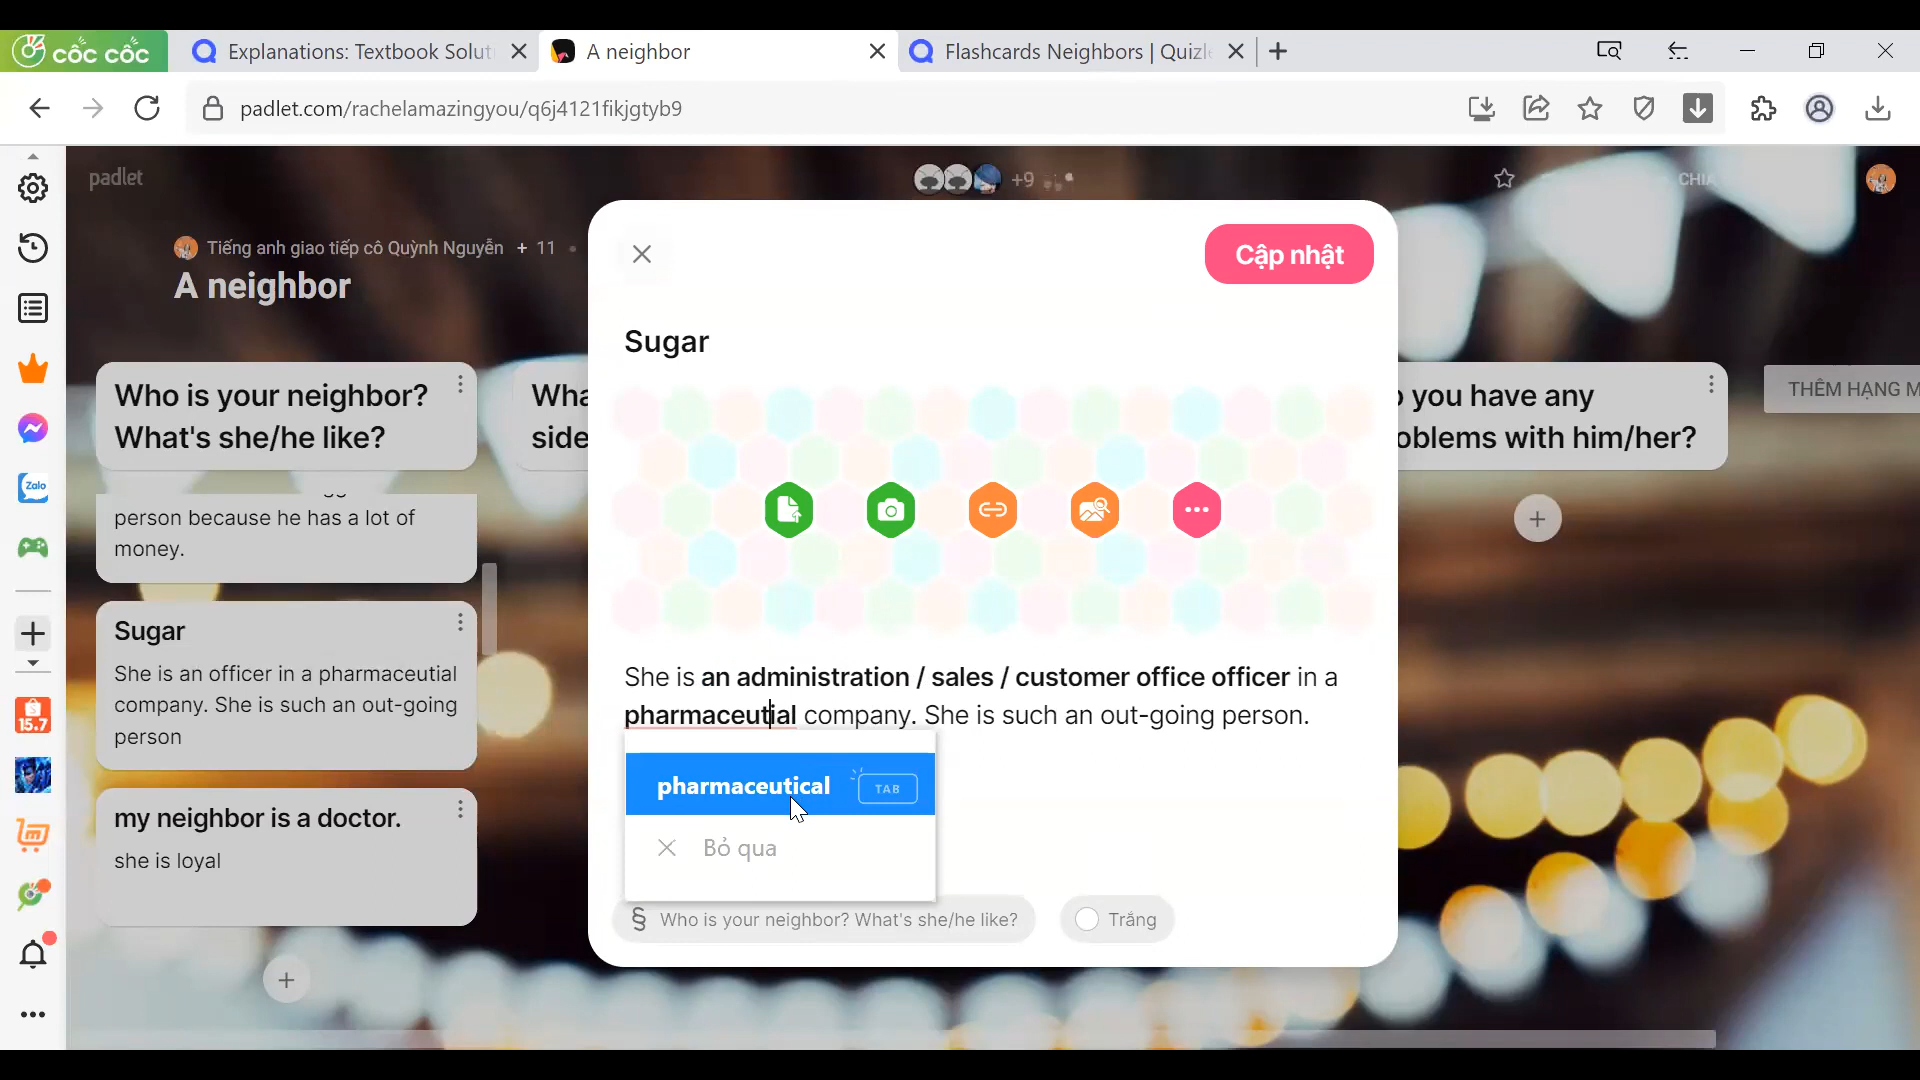 cốc cốc
Explanations: Textbook Soluti
A neighbor
Flashcards Neighbors | Quizle
padlet.com/rachelamazingyou/q6j4121fikjgtyb9
padlet
+9
CHIA
Tiếng anh giao tiếp cô Quỳnh Nguyễn + 11
A neighbor
Cập nhật
Sugar
Who is your neighbor?
What's she/he like?
side
you have any
oblems with him/her?
THÊM HẠNG M
Zalo
person because he has a lot of
money.
Sugar
She is an officer in a pharmaceutial
company. She is such an out-going
person
She is an administration / sales / customer office officer in a
pharmaceutial company. She is such an out-going person.
15.7
pharmaceutical
TAB
Bỏ qua
my neighbor is a doctor.
she is loyal
§ Who is your neighbor? What's she/he like?
Trắng